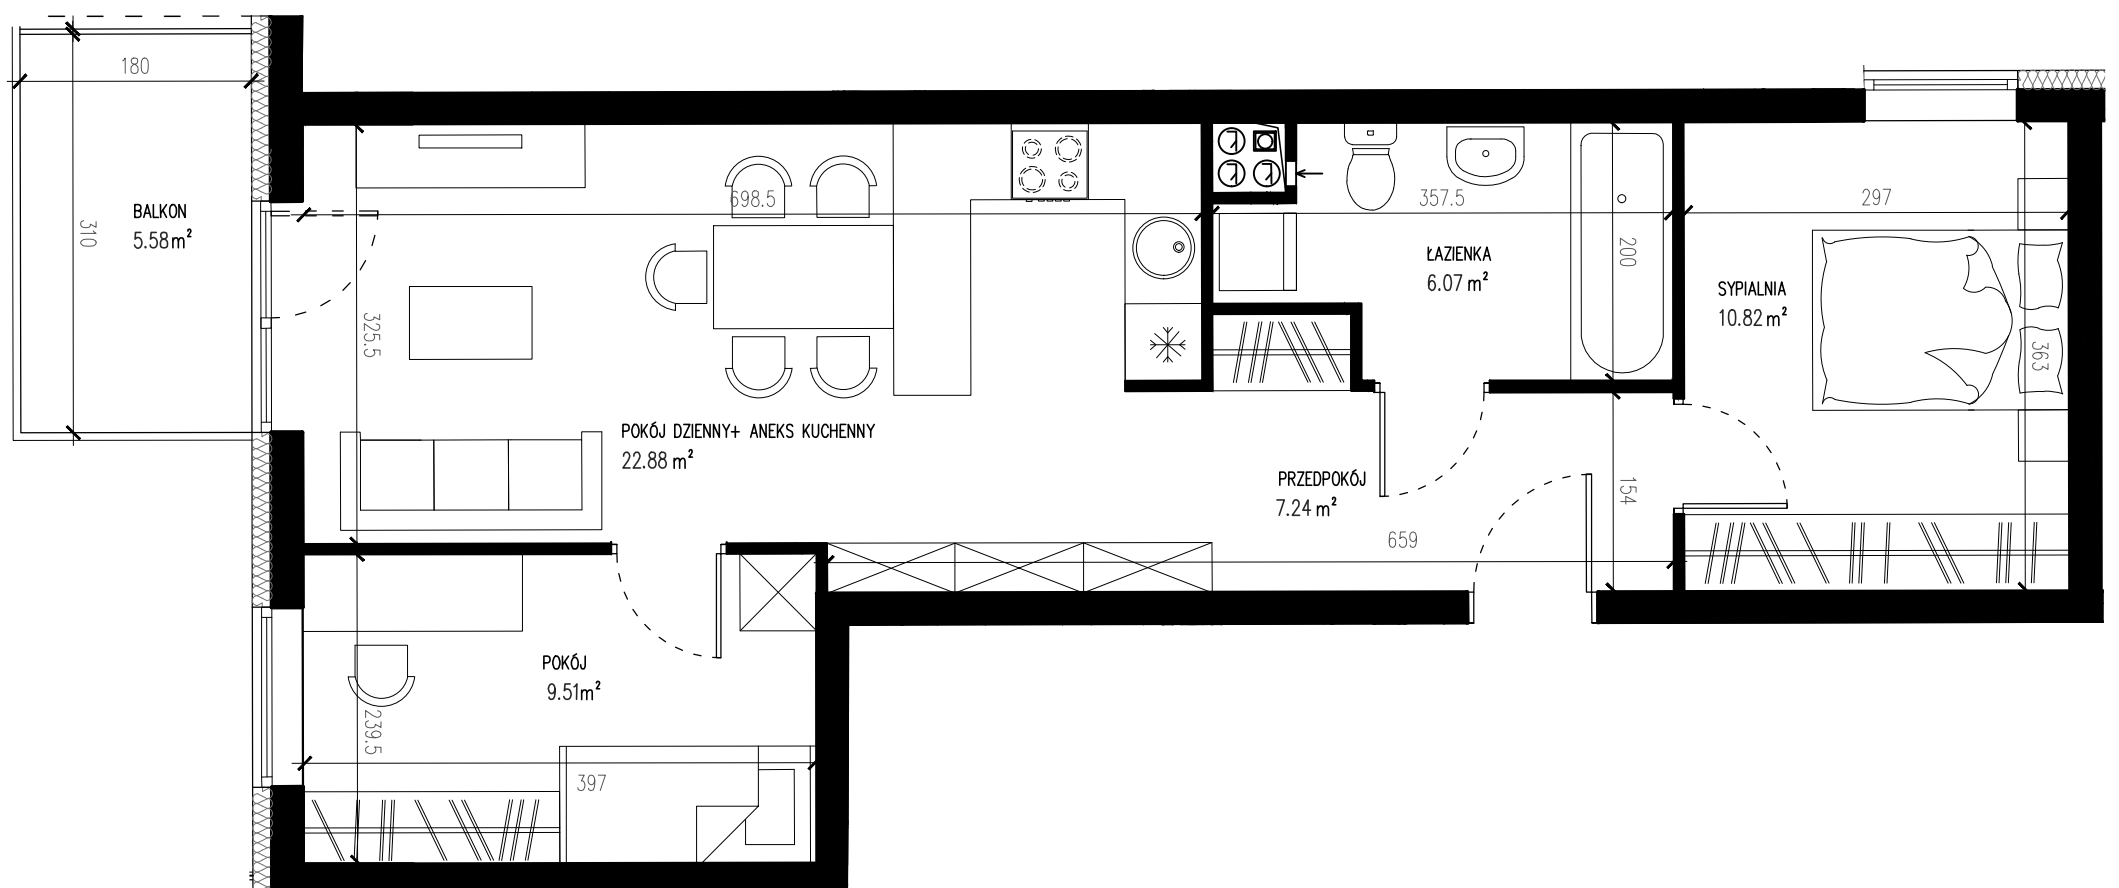 180
310
BALKON
5.58m²
698.5
325.5
POKÓJ DZIENNY+ ANEKS KUCHENNY
22.88 m²
357.5
200
ŁAZIENKA
6.07 m²
297
363
SYPIALNIA
10.82 m²
PRZEDPOKÓJ
7.24 m²
154
659
POKÓJ
9.51m²
239.5
397